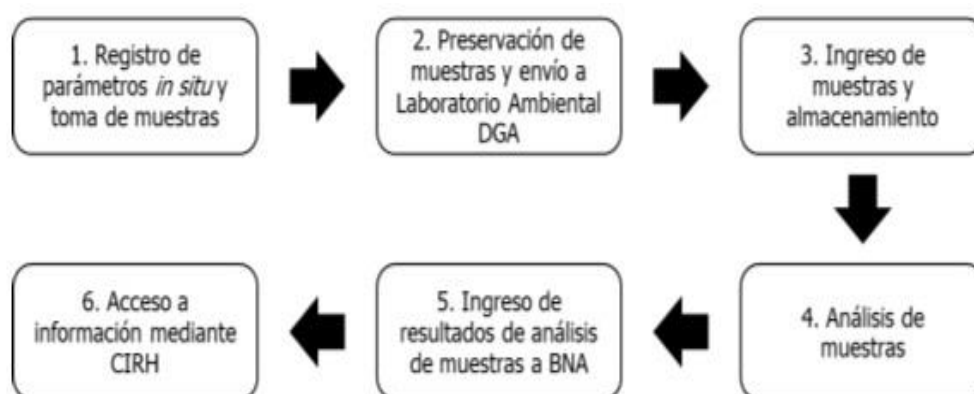 1. Registro de
parámetros in situ y
toma de muestras
2. Preservación de
muestras y envío a
Laboratorio Ambiental
DGA
3. Ingreso de
muestras y
almacenamiento
4. Análisis de
muestras
5. Ingreso de
resultados de análisis
de muestras a BNA
6. Acceso a
información mediante
CIRH